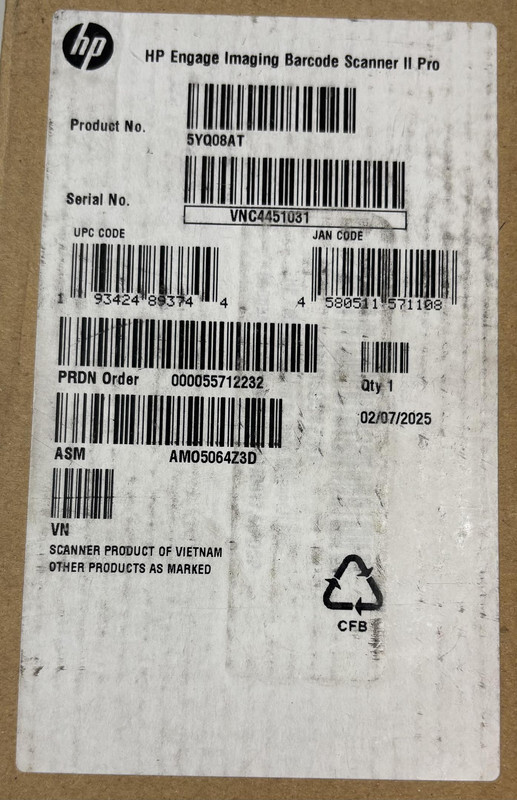 hp
HP Engage Imaging Barcode Scanner II Pro
Product No.
5YQ08AT
Serial No.
VNC4451031
UPC CODE
JAN CODE
1 93424 89374 4
4 580511 571108
PRDN Order 000055712232
Qty 1
02/07/2025
ASM AMO5064Z3D
VN
SCANNER PRODUCT OF VIETNAM
OTHER PRODUCTS AS MARKED
CFB